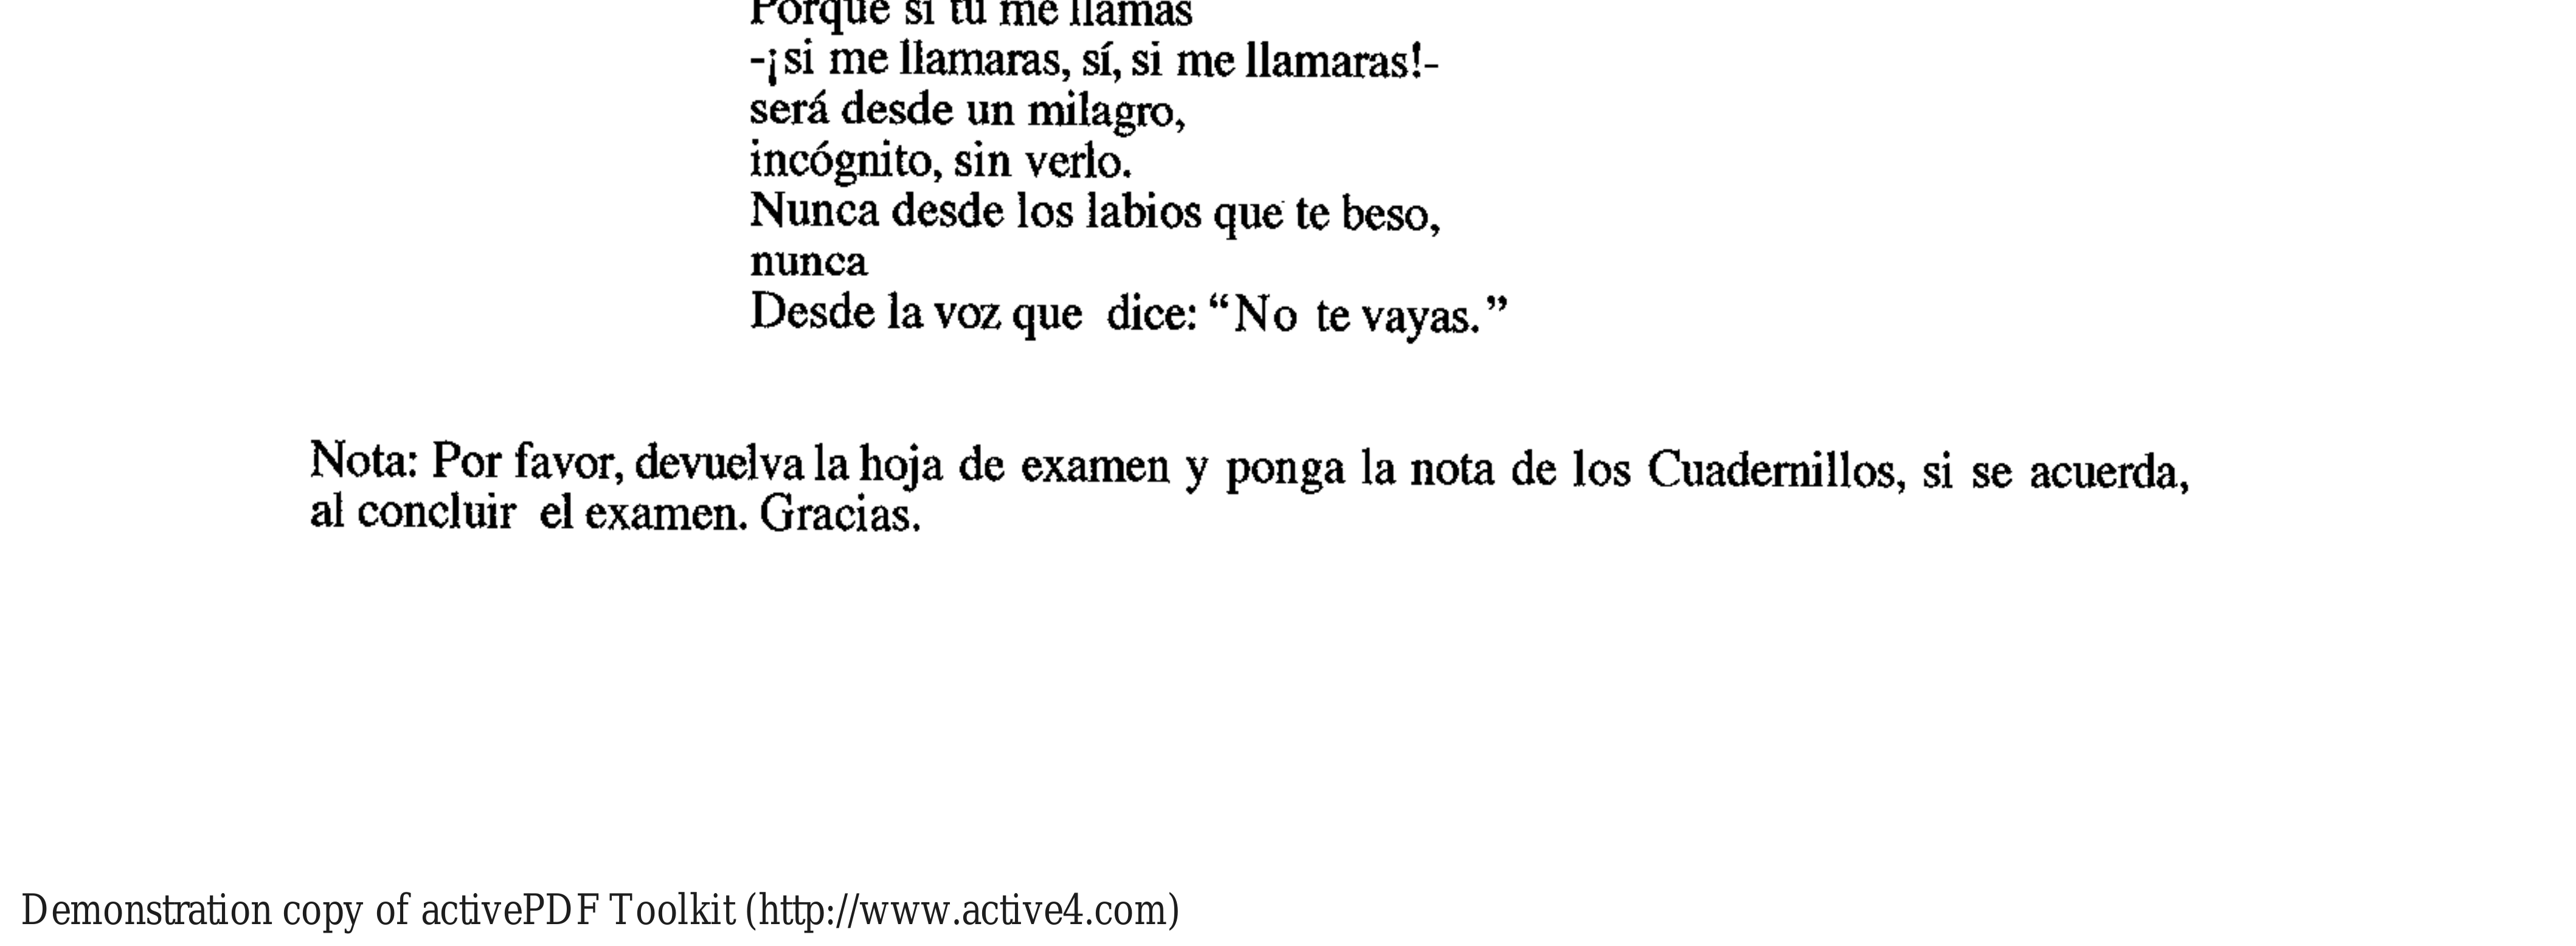 Porque si tú me llamas
-¡si me llamaras, sí, si me llamaras!-
será desde un milagro,
incógnito, sin verlo.
Nunca desde los labios que te beso,
nunca
Desde la voz que dice: “No te vayas.”
Nota: Por favor, devuelva la hoja de examen y ponga la nota de los Cuadernillos, si se acuerda,
al concluir el examen. Gracias.
Demonstration copy of activePDF Toolkit (http://www.active4.com)